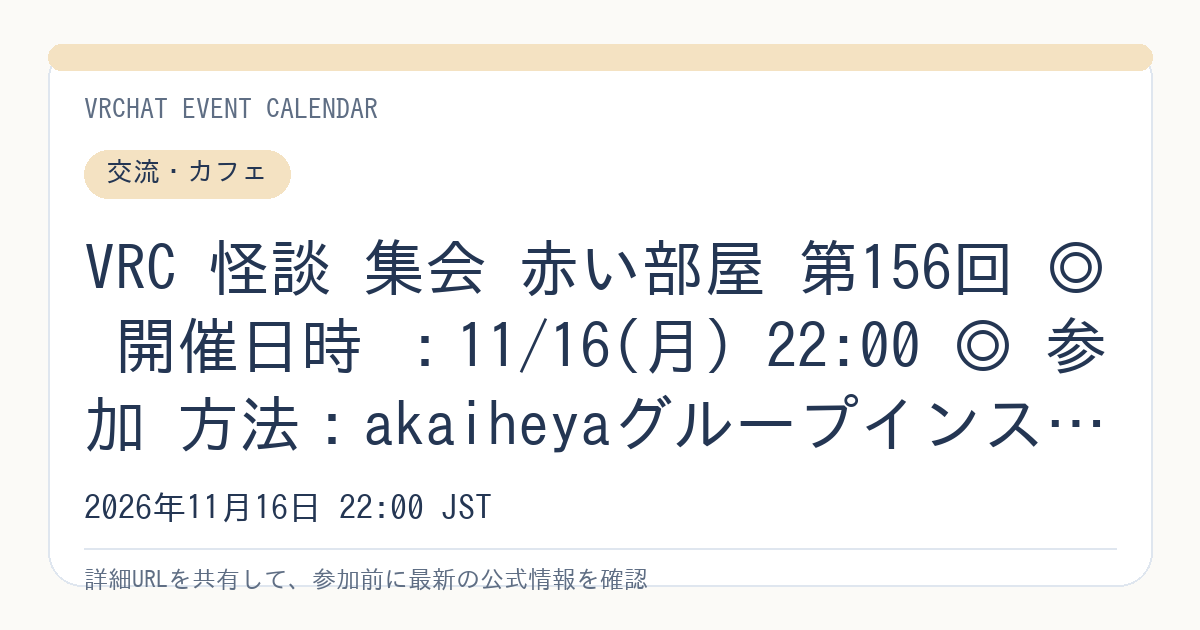 VRCHAT EVENT CALENDAR
交流・カフェ
VRC 怪談 集会 赤い部屋 第156回 ◎
開催日時 ：11/16(月) 22:00 ◎ 参
加 方法：akaiheyaグループインス…
2026年11月16日 22:00 JST
詳細URLを共有して、参加前に最新の公式情報を確認